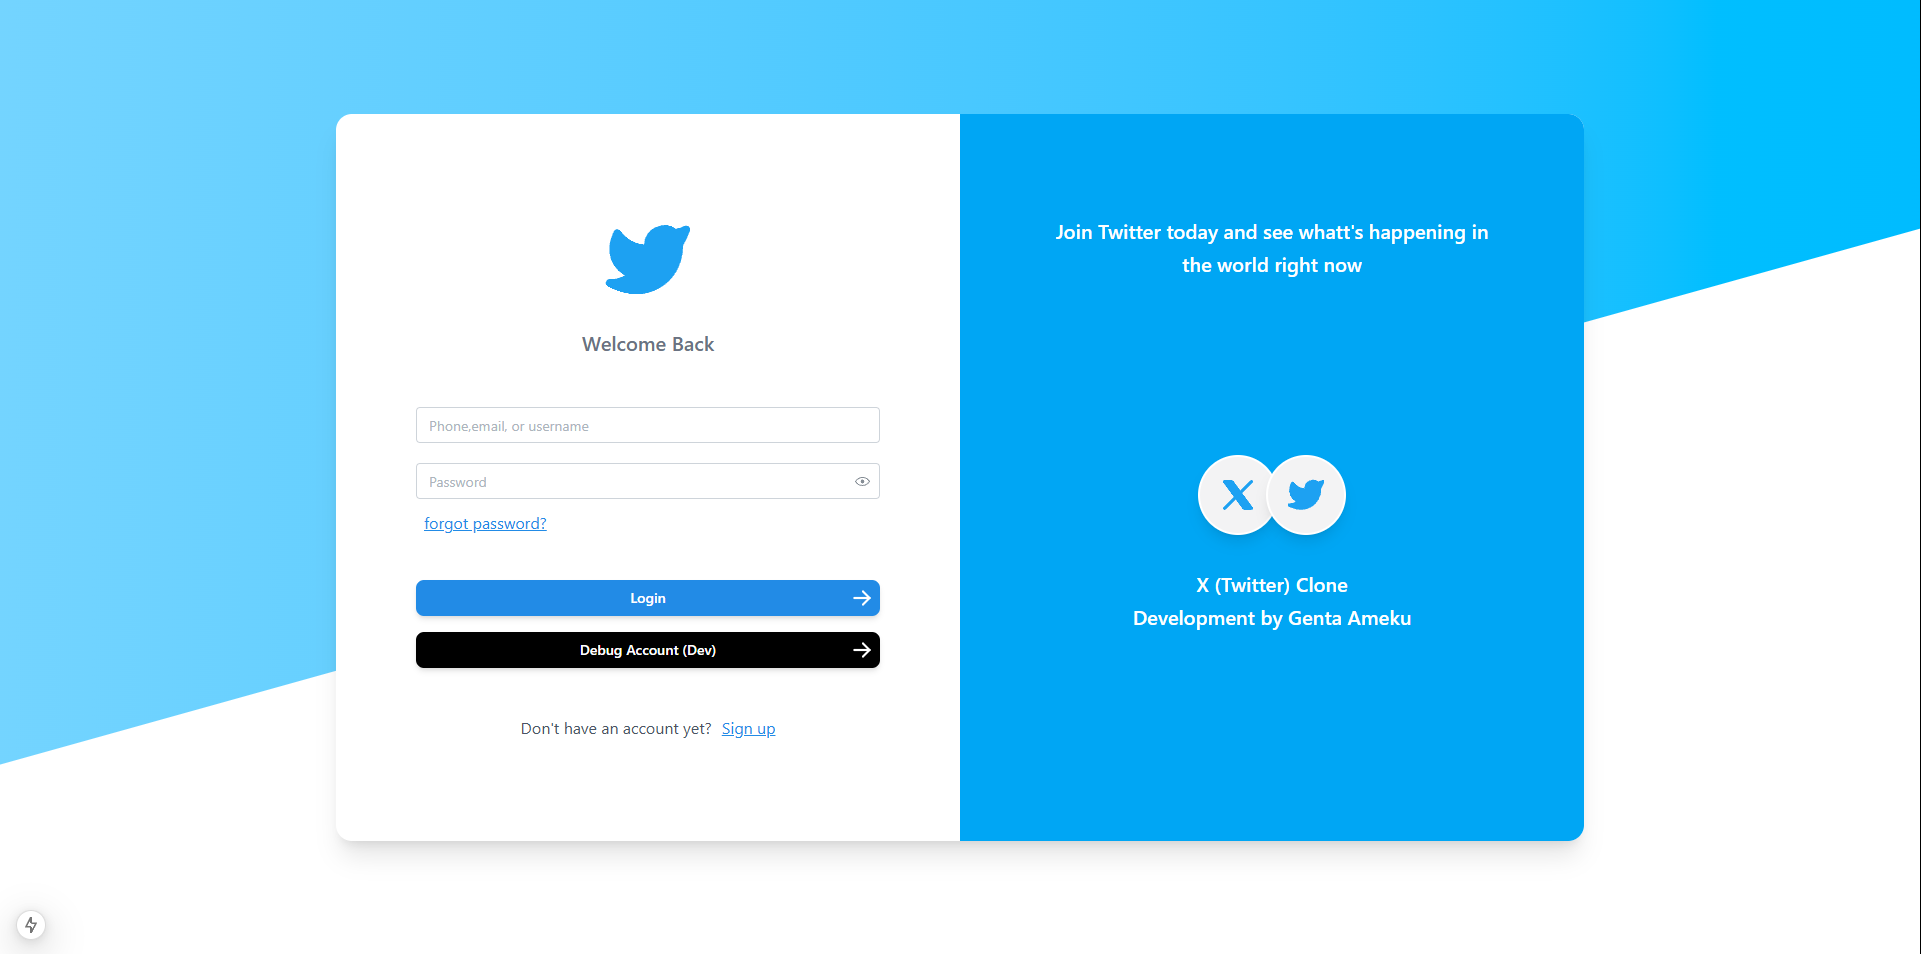 Welcome Back
Phone,email, or username
Password
forgot password?
Login
Debug Account (Dev)
Don't have an account yet? Sign up
Join Twitter today and see whatt's happening in
the world right now
X (Twitter) Clone
Development by Genta Ameku